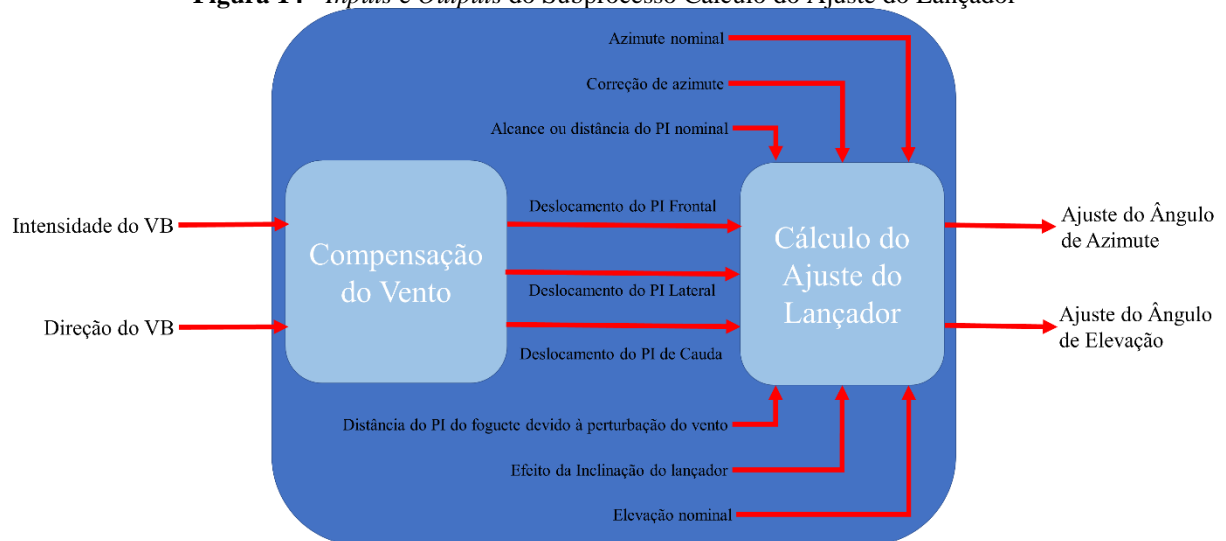 Figura 14 - Inputs e Outputs do Subprocesso Cálculo do Ajuste do Lançador
Azimute nominal
Correção de azimute
Alcance ou distância do PI nominal
Intensidade do VB
Direção do VB
Compensação
do Vento
Deslocamento do PI Frontal
Deslocamento do PI Lateral
Deslocamento do PI de Cauda
Cálculo do
Ajuste do
Lançador
Ajuste do Ângulo
de Azimute
Ajuste do Ângulo
de Elevação
Distância do PI do foguete devido à perturbação do vento
Efeito da Inclinação do lançador
Elevação nominal